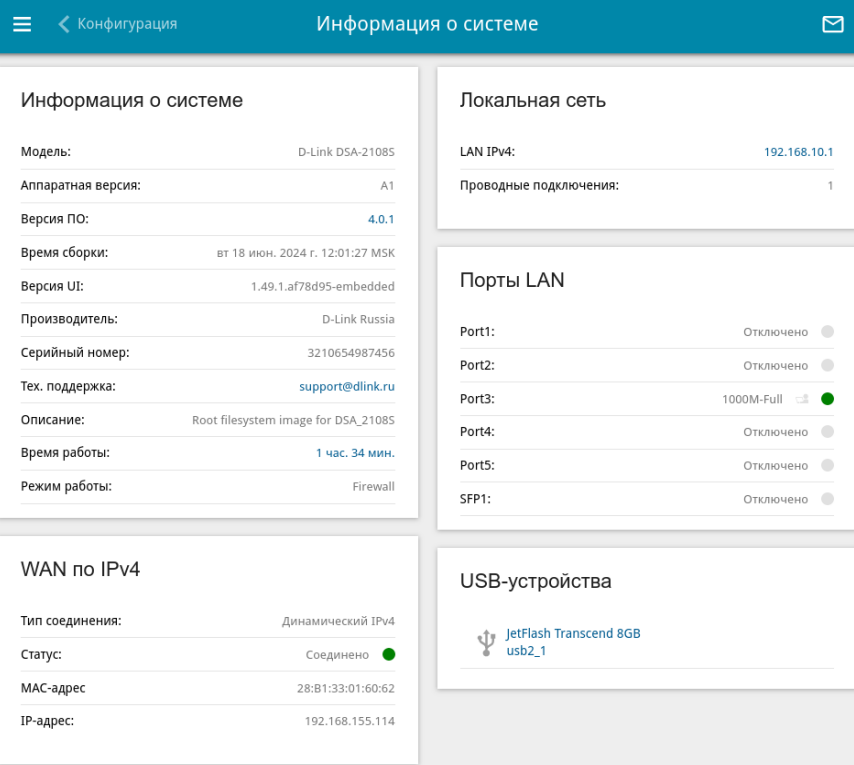 Конфигурация
Информация о системе
Информация о системе
Модель: D-Link DSA-2108S
Аппаратная версия: A1
Версия ПО: 4.0.1
Время сборки: вт 18 июн. 2024 г. 12:01:27 MSK
Версия UI: 1.49.1.af78d95-embedded
Производитель: D-Link Russia
Серийный номер: 3210654987456
Тех. поддержка: support@dlink.ru
Описание: Root filesystem image for DSA_2108S
Время работы: 1 час. 34 мин.
Режим работы: Firewall
WAN по IPv4
Тип соединения: Динамический IPv4
Статус: Соединено
MAC-адрес 28:B1:33:01:60:62
IP-адрес: 192.168.155.114
Локальная сеть
LAN IPv4: 192.168.10.1
Проводные подключения: 1
Порты LAN
Port1: Отключено
Port2: Отключено
Port3: 1000M-Full
Port4: Отключено
Port5: Отключено
SFP1: Отключено
USB-устройства
JetFlash Transcend 8GB
usb2_1